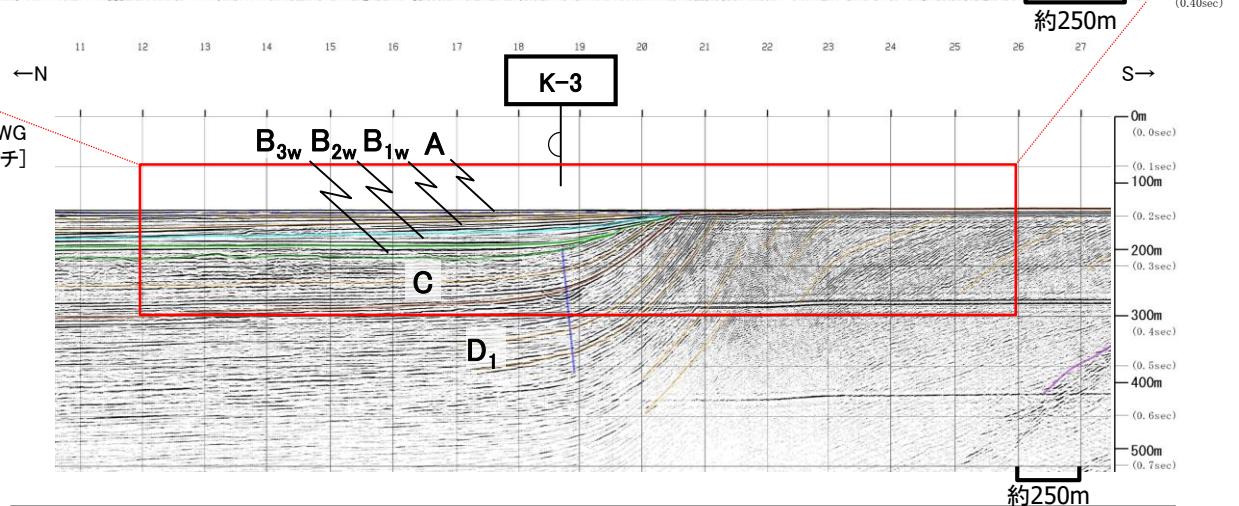 (0.40sec)
約250m
11 12 13 14 15 16 17 18 19 20 21 22 23 24 25 26 27
←N
S→
K-3
WG
チ]
B3w B2w B1w A
0m
(0.0sec)
(0.1sec)
100m
(0.2sec)
200m
(0.3sec)
300m
(0.4sec)
(0.5sec)
400m
(0.6sec)
500m
(0.7sec)
C
D1
約250m